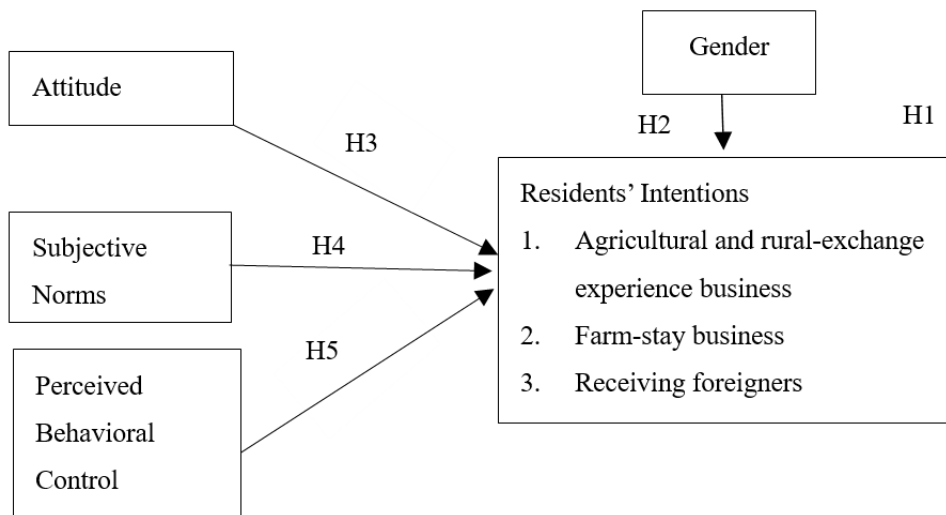 Attitude
Gender
H3
H2
H1
Subjective
Norms
H4
Residents’ Intentions
1. Agricultural and rural-exchange
experience business
2. Farm-stay business
3. Receiving foreigners
H5
Perceived
Behavioral
Control